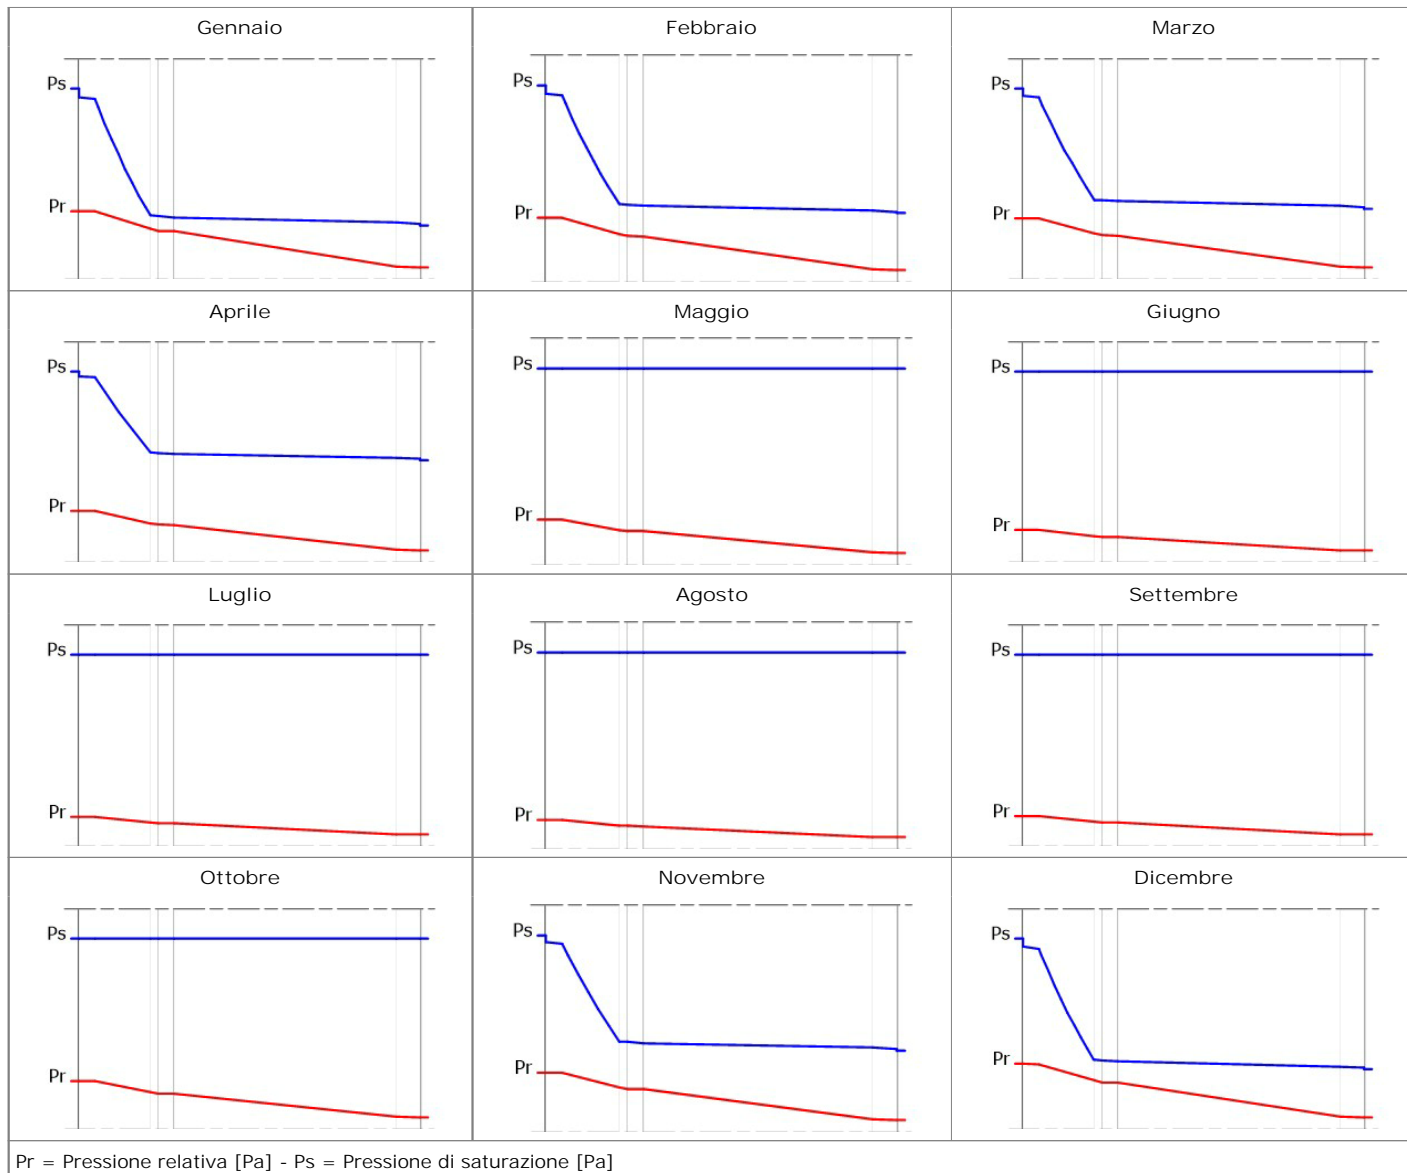 Gennaio Febbraio Marzo
Ps Ps Ps
Pr Pr Pr
Aprile Maggio Giugno
Ps Ps Ps
Pr Pr Pr
Luglio Agosto Settembre
Ps Ps Ps
Pr Pr Pr
Ottobre Novembre Dicembre
Ps Ps Ps
Pr Pr Pr
Pr = Pressione relativa [Pa] - Ps = Pressione di saturazione [Pa]